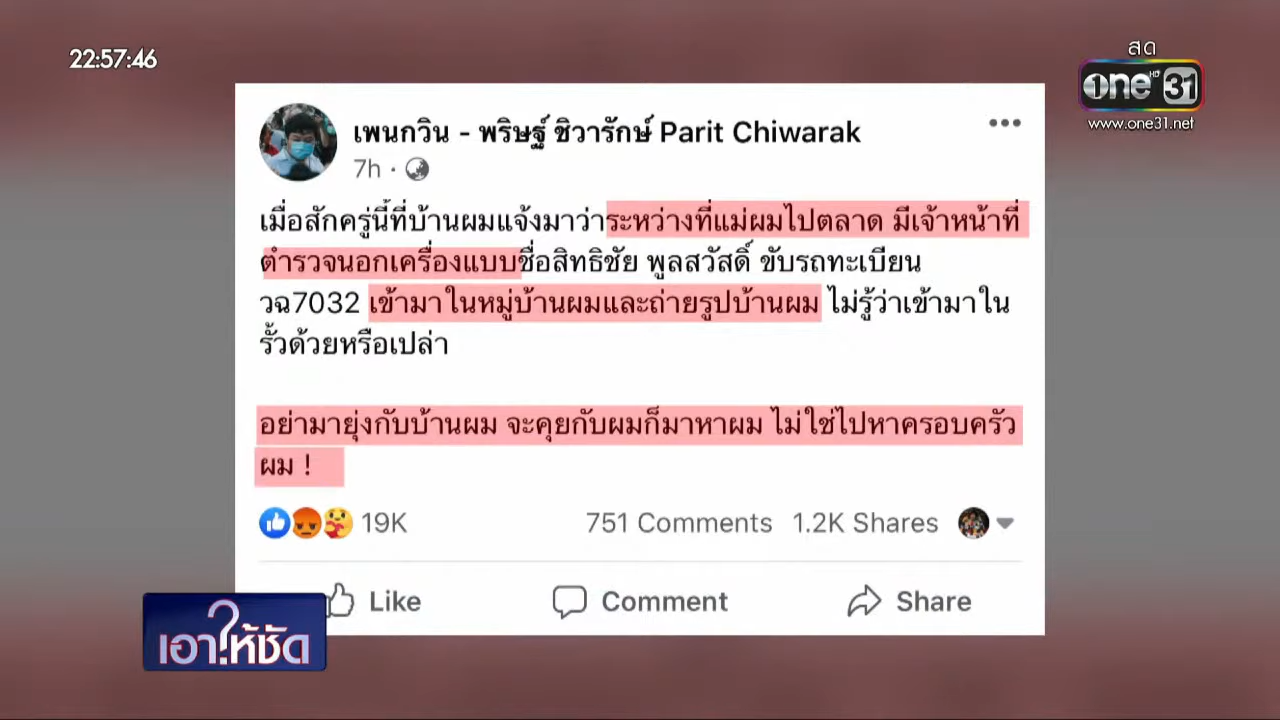 22:57:46
สด
one HD 31
www.one31.net
เพนกวิน - พริษฐ์ ชิวารักษ์ Parit Chiwarak
7h ·
เมื่อสักครู่นี้ที่บ้านผมแจ้งมาว่าระหว่างที่แม่ผมไปตลาด มีเจ้าหน้าที่
ตำรวจนอกเครื่องแบบชื่อสิทธิชัย พูลสวัสดิ์ ขับรถทะเบียน
วฉ7032 เข้ามาในหมู่บ้านผมและถ่ายรูปบ้านผม ไม่รู้ว่าเข้ามาใน
รั้วด้วยหรือเปล่า
อย่ามายุ่งกับบ้านผม จะคุยกับผมก็มาหาผม ไม่ใช่ไปหาครอบครัว
ผม !
19K 751 Comments 1.2K Shares
Like Comment Share
เอาให้ชัด?